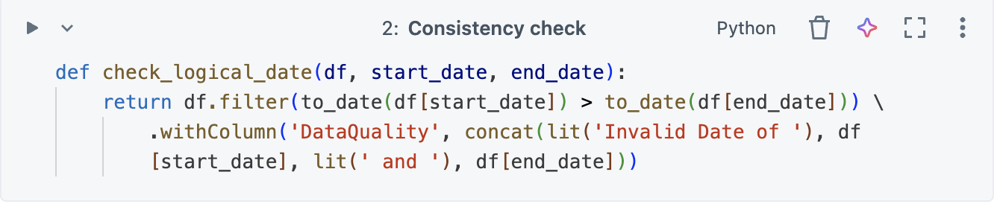 2: Consistency check Python
def check_logical_date(df, start_date, end_date):
    return df.filter(to_date(df[start_date]) > to_date(df[end_date])) \
        .withColumn('DataQuality', concat(lit('Invalid Date of '), df
        [start_date], lit(' and '), df[end_date]))